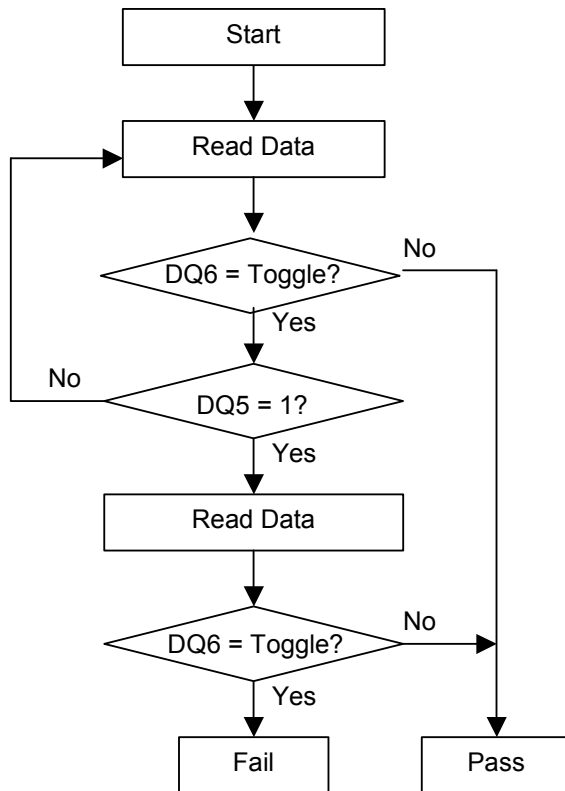 Start
Read Data
DQ6 = Toggle?
No
Yes
No
DQ5 = 1?
Yes
Read Data
DQ6 = Toggle?
No
Yes
Fail
Pass